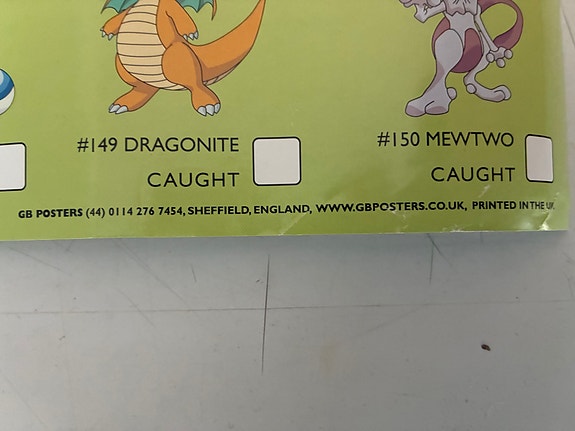 #149 DRAGONITE
CAUGHT
#150 MEWTWO
CAUGHT
GB POSTERS (44) 0114 276 7454, SHEFFIELD, ENGLAND, WWW.GBPOSTERS.CO.UK, PRINTED IN THE UK